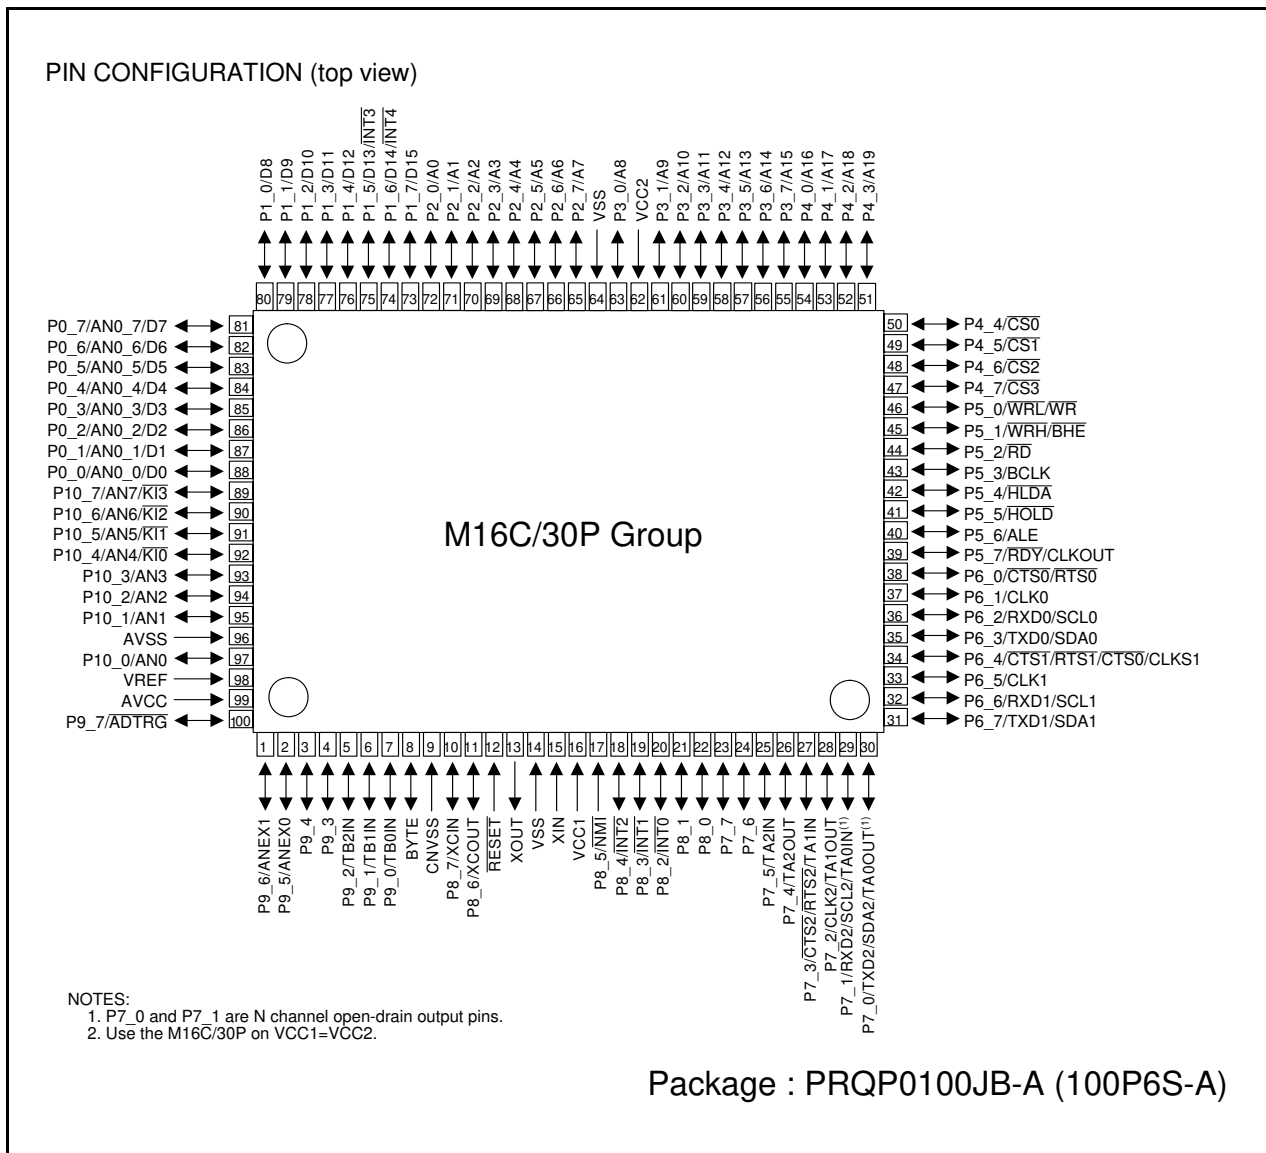 PIN CONFIGURATION (top view)
P1_0/D8
P1_1/D9
P1_2/D10
P1_3/D11
P1_4/D12
P1_5/D13/INT3
P1_6/D14/INT4
P1_7/D15
P2_0/A0
P2_1/A1
P2_2/A2
P2_3/A3
P2_4/A4
P2_5/A5
P2_6/A6
P2_7/A7
VSS
P3_0/A8
VCC2
P3_1/A9
P3_2/A10
P3_3/A11
P3_4/A12
P3_5/A13
P3_6/A14
P3_7/A15
P4_0/A16
P4_1/A17
P4_2/A18
P4_3/A19
80 79 78 77 76 75 74 73 72 71 70 69 68 67 66 65 64 63 62 61 60 59 58 57 56 55 54 53 52 51
P0_7/AN0_7/D7 81
P0_6/AN0_6/D6 82
P0_5/AN0_5/D5 83
P0_4/AN0_4/D4 84
P0_3/AN0_3/D3 85
P0_2/AN0_2/D2 86
P0_1/AN0_1/D1 87
P0_0/AN0_0/D0 88
P10_7/AN7/KI3 89
P10_6/AN6/KI2 90
P10_5/AN5/KI1 91
P10_4/AN4/KI0 92
P10_3/AN3 93
P10_2/AN2 94
P10_1/AN1 95
AVSS 96
P10_0/AN0 97
VREF 98
AVCC 99
P9_7/ADTRG 100
M16C/30P Group
50 P4_4/CS0
49 P4_5/CS1
48 P4_6/CS2
47 P4_7/CS3
46 P5_0/WRL/WR
45 P5_1/WRH/BHE
44 P5_2/RD
43 P5_3/BCLK
42 P5_4/HLDA
41 P5_5/HOLD
40 P5_6/ALE
39 P5_7/RDY/CLKOUT
38 P6_0/CTS0/RTS0
37 P6_1/CLK0
36 P6_2/RXD0/SCL0
35 P6_3/TXD0/SDA0
34 P6_4/CTS1/RTS1/CTS0/CLKS1
33 P6_5/CLK1
32 P6_6/RXD1/SCL1
31 P6_7/TXD1/SDA1
1 2 3 4 5 6 7 8 9 10 11 12 13 14 15 16 17 18 19 20 21 22 23 24 25 26 27 28 29 30
P9_6/ANEX1
P9_5/ANEX0
P9_4
P9_3
P9_2/TB2IN
P9_1/TB1IN
P9_0/TB0IN
BYTE
CNVSS
P8_7/XCIN
P8_6/XCOUT
RESET
XOUT
VSS
XIN
VCC1
P8_5/NMI
P8_4/INT2
P8_3/INT1
P8_2/INT0
P8_1
P8_0
P7_7
P7_6
P7_5/TA2IN
P7_4/TA2OUT
P7_3/CTS2/RTS2/TA1IN
P7_2/CLK2/TA1OUT
P7_1/RXD2/SCL2/TA0IN(1)
P7_0/TXD2/SDA2/TA0OUT(1)
NOTES:
1. P7_0 and P7_1 are N channel open-drain output pins.
2. Use the M16C/30P on VCC1=VCC2.
Package : PRQP0100JB-A (100P6S-A)